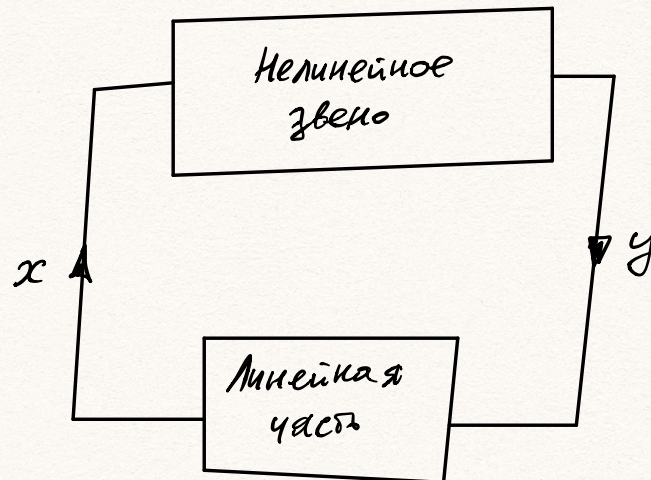 Нелинейное
звено
x
y
Линейная
часть